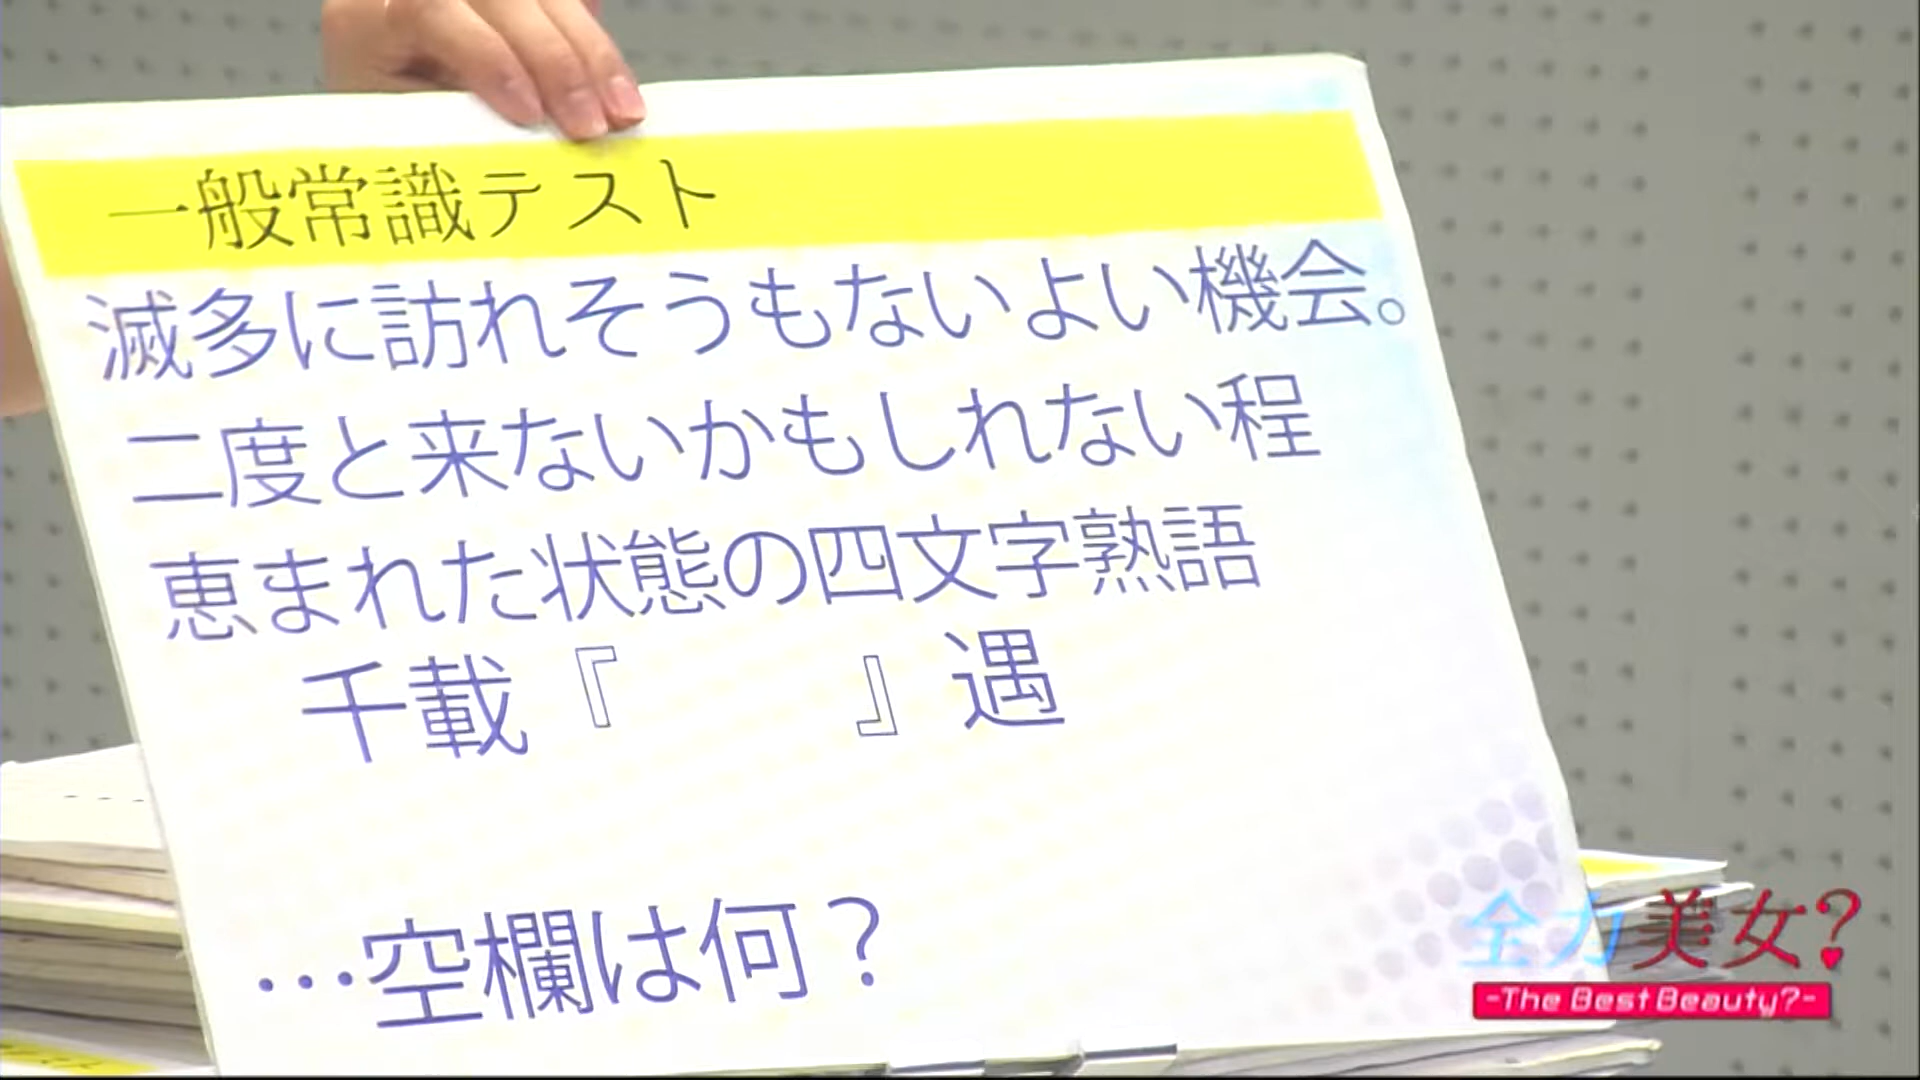 一般常識テスト
滅多に訪れそうもないよい機会。
二度と来ないかもしれない程
恵まれた状態の四文字熟語
千載『　　』遇
…空欄は何?
全力美女?
-The Best Beauty?-